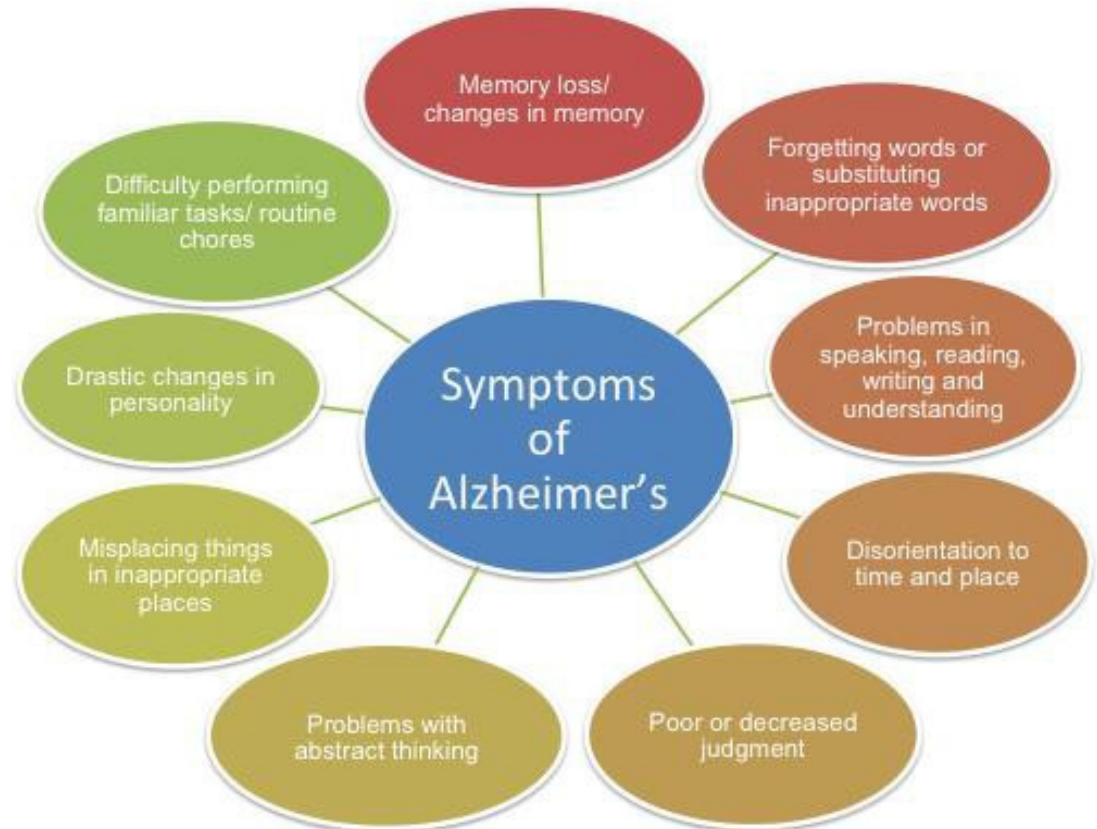 Memory loss/
changes in memory
Forgetting words or
substituting
inappropriate words
Problems in
speaking, reading,
writing and
understanding
Disorientation to
time and place
Poor or decreased
judgment
Problems with
abstract thinking
Misplacing things
in inappropriate
places
Drastic changes in
personality
Difficulty performing
familiar tasks/ routine
chores
Symptoms
of
Alzheimer’s